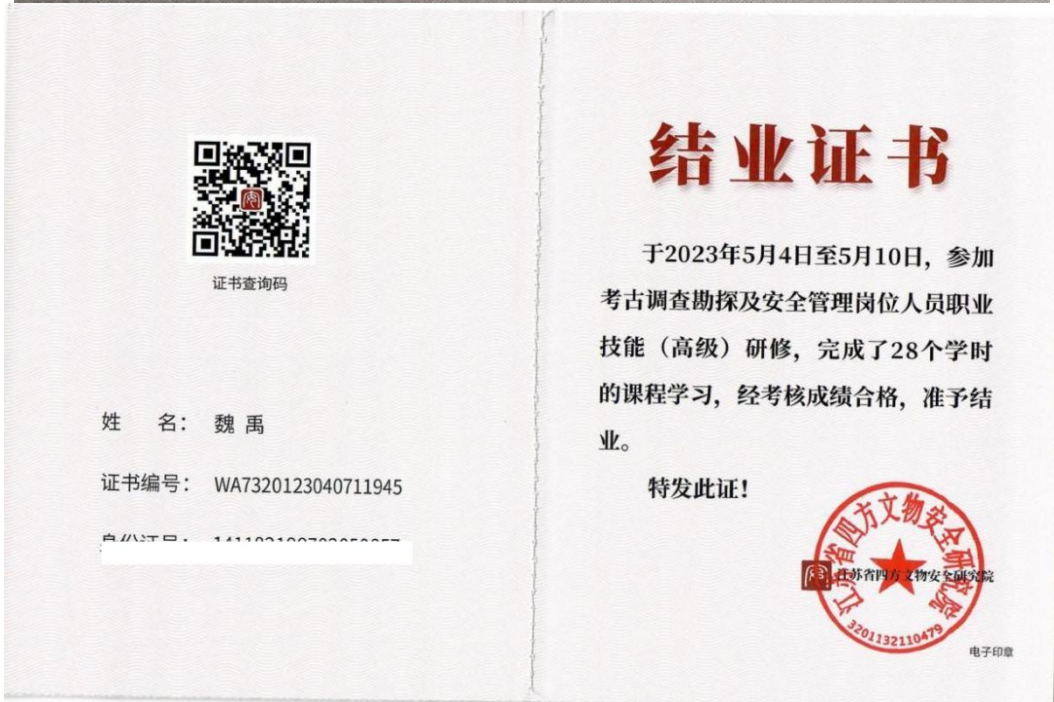 证书查询码
姓 名： 魏 禹
证书编号： WA7320123040711945
身份证号：
结业证书
于2023年5月4日至5月10日，参加
考古调查勘探及安全管理岗位人员职业
技能（高级）研修，完成了28个学时
的课程学习，经考核成绩合格，准予结
业。
特发此证！
江苏省四方文物安全研究院
江苏省四方文物安全研究院
3201132110479
电子印章